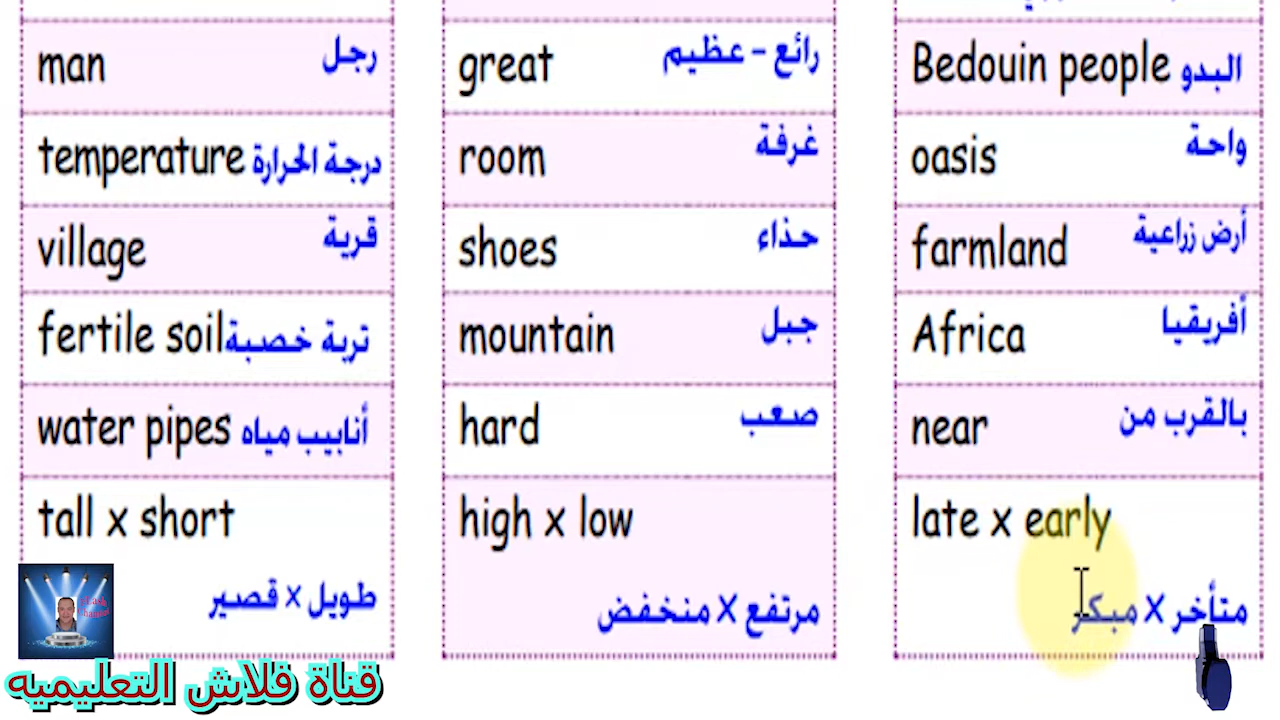 man رجل
temperature درجة الحرارة
village قرية
fertile soil تربة خصبة
water pipes أنابيب مياه
tall x short
طويل x قصير
great رائع - عظيم
room غرفة
shoes حذاء
mountain جبل
hard صعب
high x low
مرتفع X منخفض
Bedouin people البدو
oasis واحة
farmland أرض زراعية
Africa أفريقيا
near بالقرب من
late x early
متأخر X مبكر
قناة فلاش التعليميه